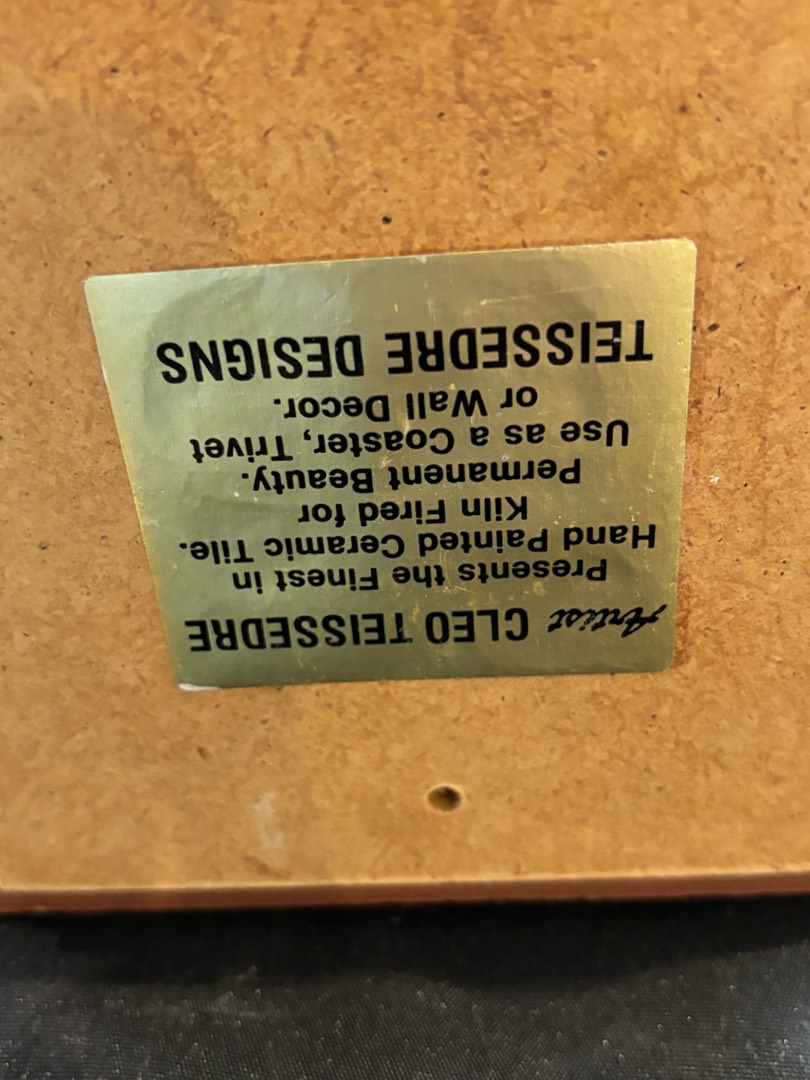 Artist CLEO TEISSEDRE
Presents the Finest in
Hand Painted Ceramic Tile.
Kiln Fired for
Permanent Beauty.
Use as a Coaster, Trivet
or Wall Decor.
TEISSEDRE DESIGNS